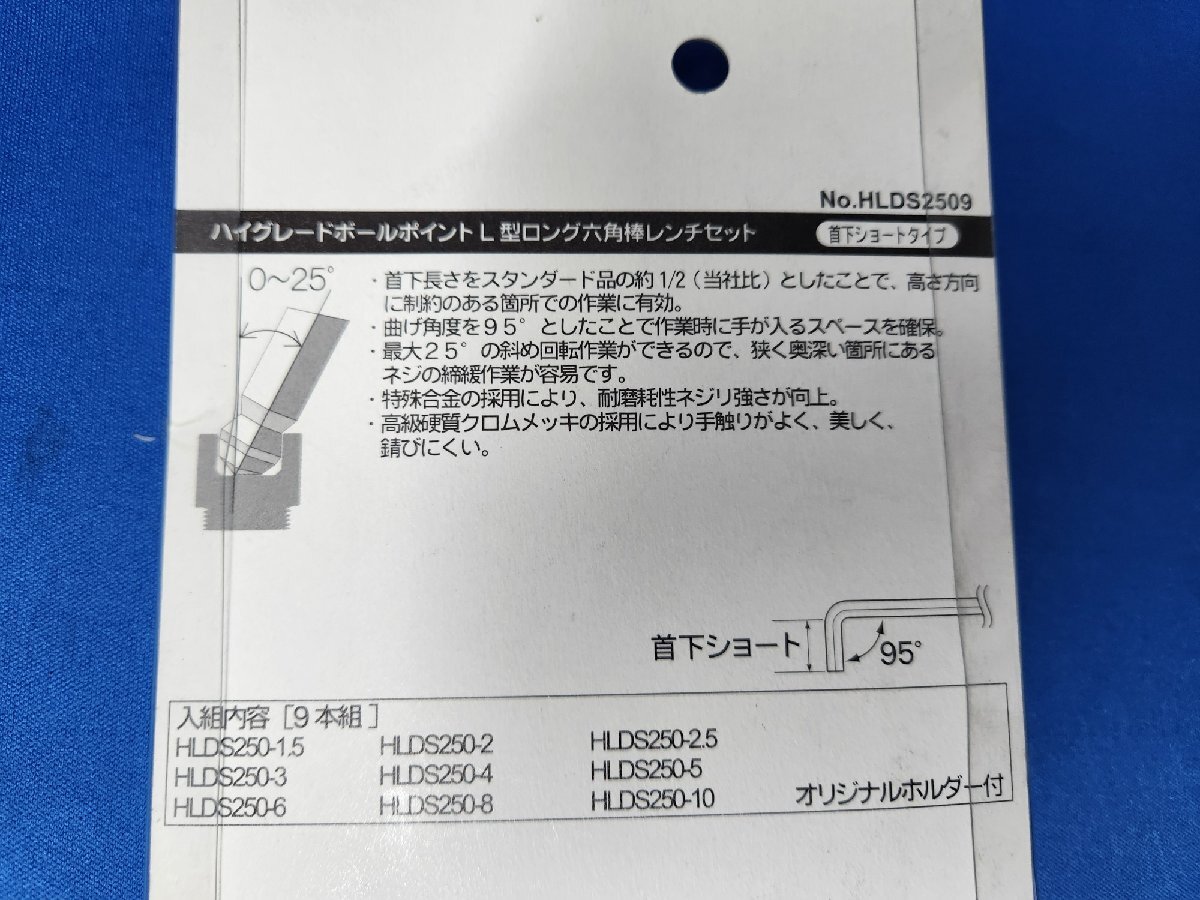 No.HLDS2509
ハイグレードボールポイントL型ロング六角棒レンチセット 首下ショートタイプ
0～25°
・首下長さをスタンダード品の約1/2（当社比）としたことで、高さ方向
に制約のある箇所での作業に有効。
・曲げ角度を95°としたことで作業時に手が入るスペースを確保。
・最大25°の斜め回転作業ができるので、狭く奥深い箇所にある
ネジの締緩作業が容易です。
・特殊合金の採用により、耐磨耗性ネジリ強さが向上。
・高級硬質クロムメッキの採用により手触りがよく、美しく、
錆びにくい。
首下ショート 95°
入組内容［9本組］
HLDS250-1.5 HLDS250-2 HLDS250-2.5
HLDS250-3 HLDS250-4 HLDS250-5
HLDS250-6 HLDS250-8 HLDS250-10 オリジナルホルダー付